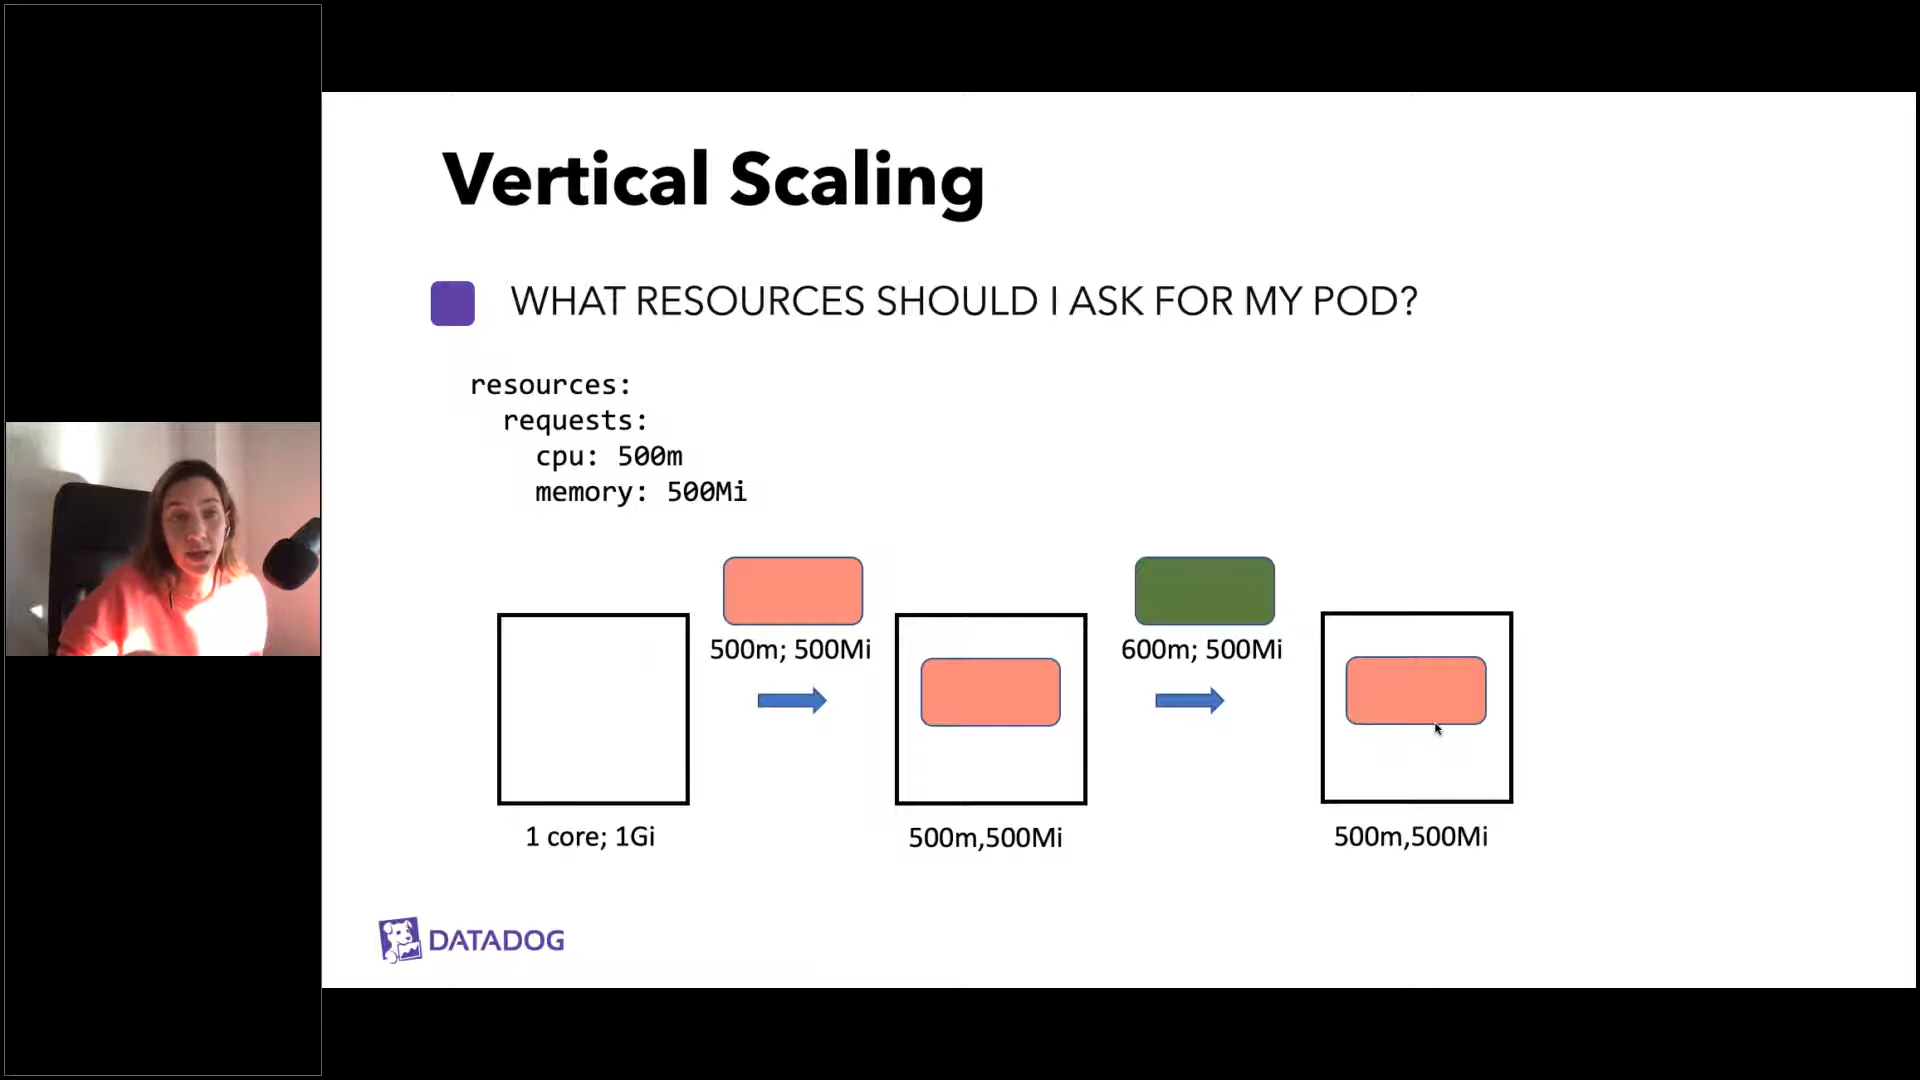 Vertical Scaling
WHAT RESOURCES SHOULD I ASK FOR MY POD?
resources:
requests:
cpu: 500m
memory: 500Mi
500m; 500Mi
600m; 500Mi
1 core; 1Gi
500m,500Mi
500m,500Mi
DATADOG